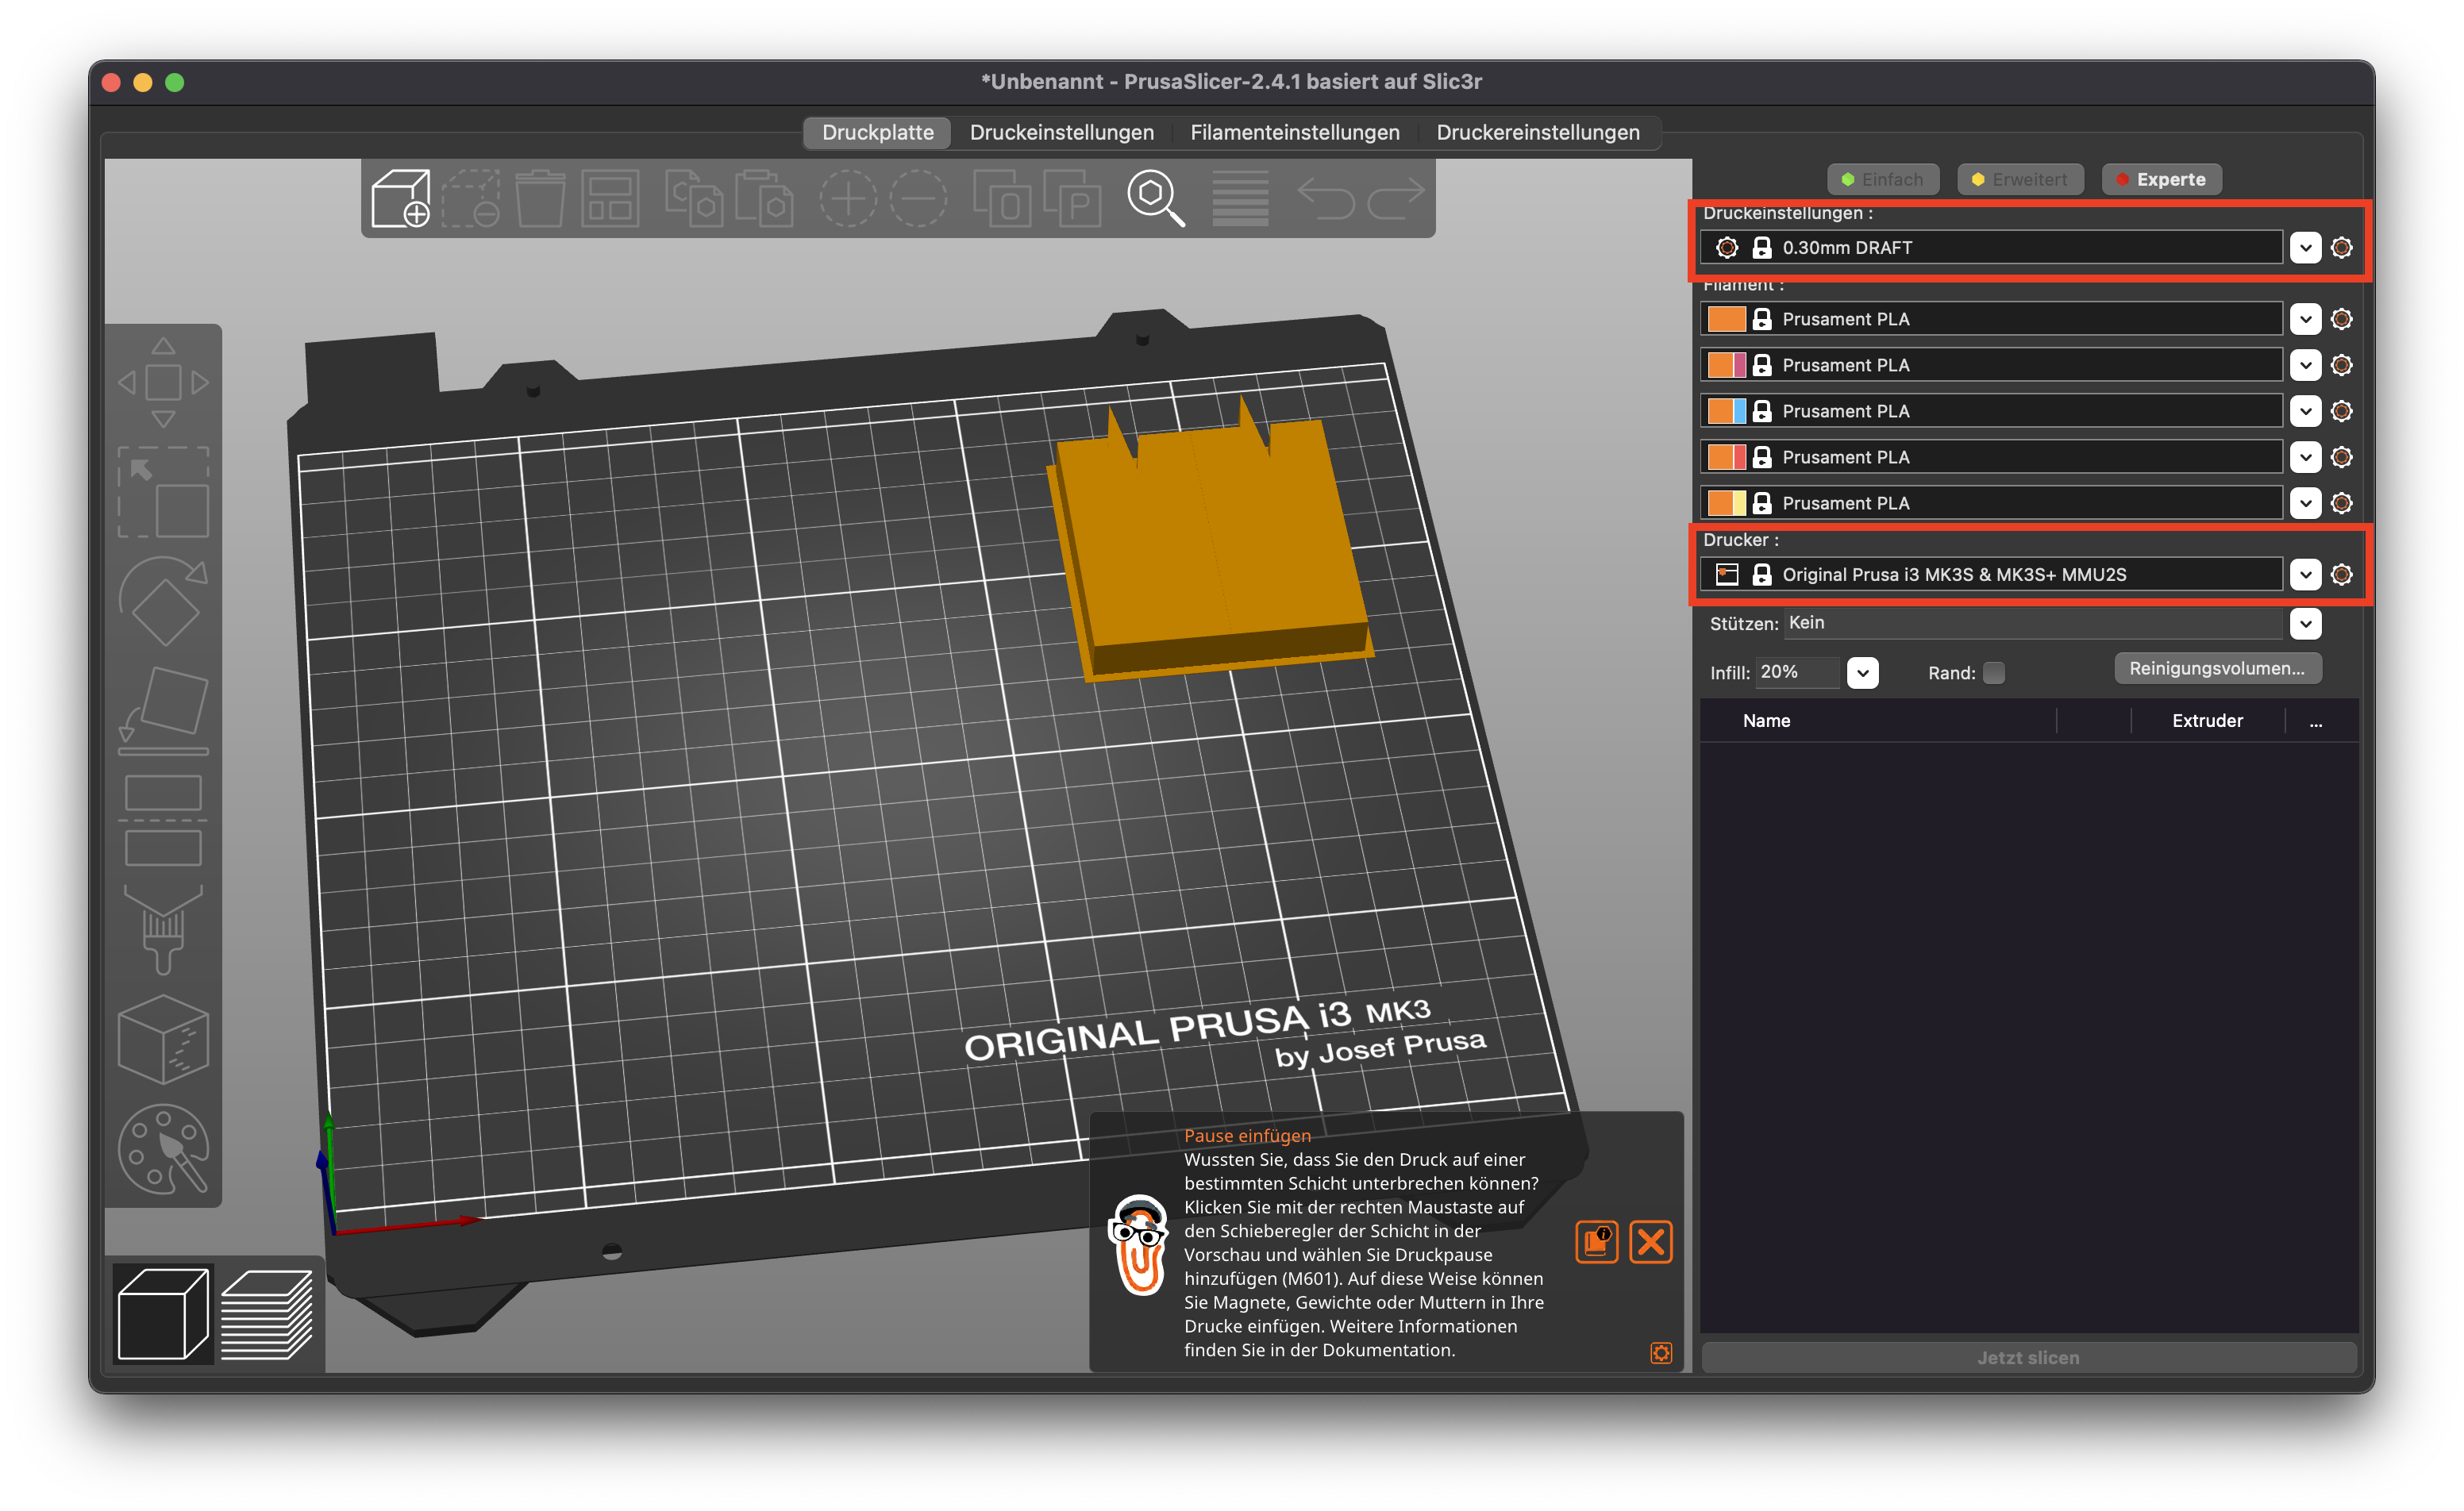 *Unbenannt - PrusaSlicer-2.4.1 basiert auf Slic3r
Druckplatte Druckeinstellungen Filamenteinstellungen Druckereinstellungen
Einfach Erweitert Experte
Druckeinstellungen :
0.30mm DRAFT
Filament :
Prusament PLA
Prusament PLA
Prusament PLA
Prusament PLA
Prusament PLA
Drucker :
Original Prusa i3 MK3S & MK3S+ MMU2S
Stützen: Kein
Infill: 20% Rand: Reinigungsvolumen...
Name Extruder ...
ORIGINAL PRUSA i3 MK3
by Josef Prusa
Pause einfügen
Wussten Sie, dass Sie den Druck auf einer
bestimmten Schicht unterbrechen können?
Klicken Sie mit der rechten Maustaste auf
den Schieberegler der Schicht in der
Vorschau und wählen Sie Druckpause
hinzufügen (M601). Auf diese Weise können
Sie Magnete, Gewichte oder Muttern in Ihre
Drucke einfügen. Weitere Informationen
finden Sie in der Dokumentation.
Jetzt slicen